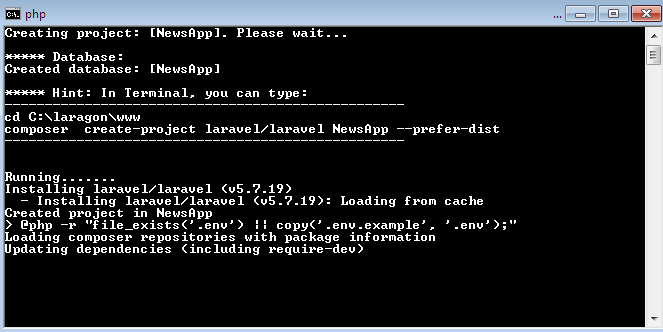 php
...
Creating project: [NewsApp]. Please wait...
***** Database:
Created database: [NewsApp]
***** Hint: In Terminal, you can type:
--------------------------------------------------
cd C:\laragon\www
composer  create-project laravel/laravel NewsApp --prefer-dist
--------------------------------------------------
Running.......
Installing laravel/laravel (v5.7.19)
  - Installing laravel/laravel (v5.7.19): Loading from cache
Created project in NewsApp
> @php -r "file_exists('.env') || copy('.env.example', '.env');"
Loading composer repositories with package information
Updating dependencies (including require-dev)